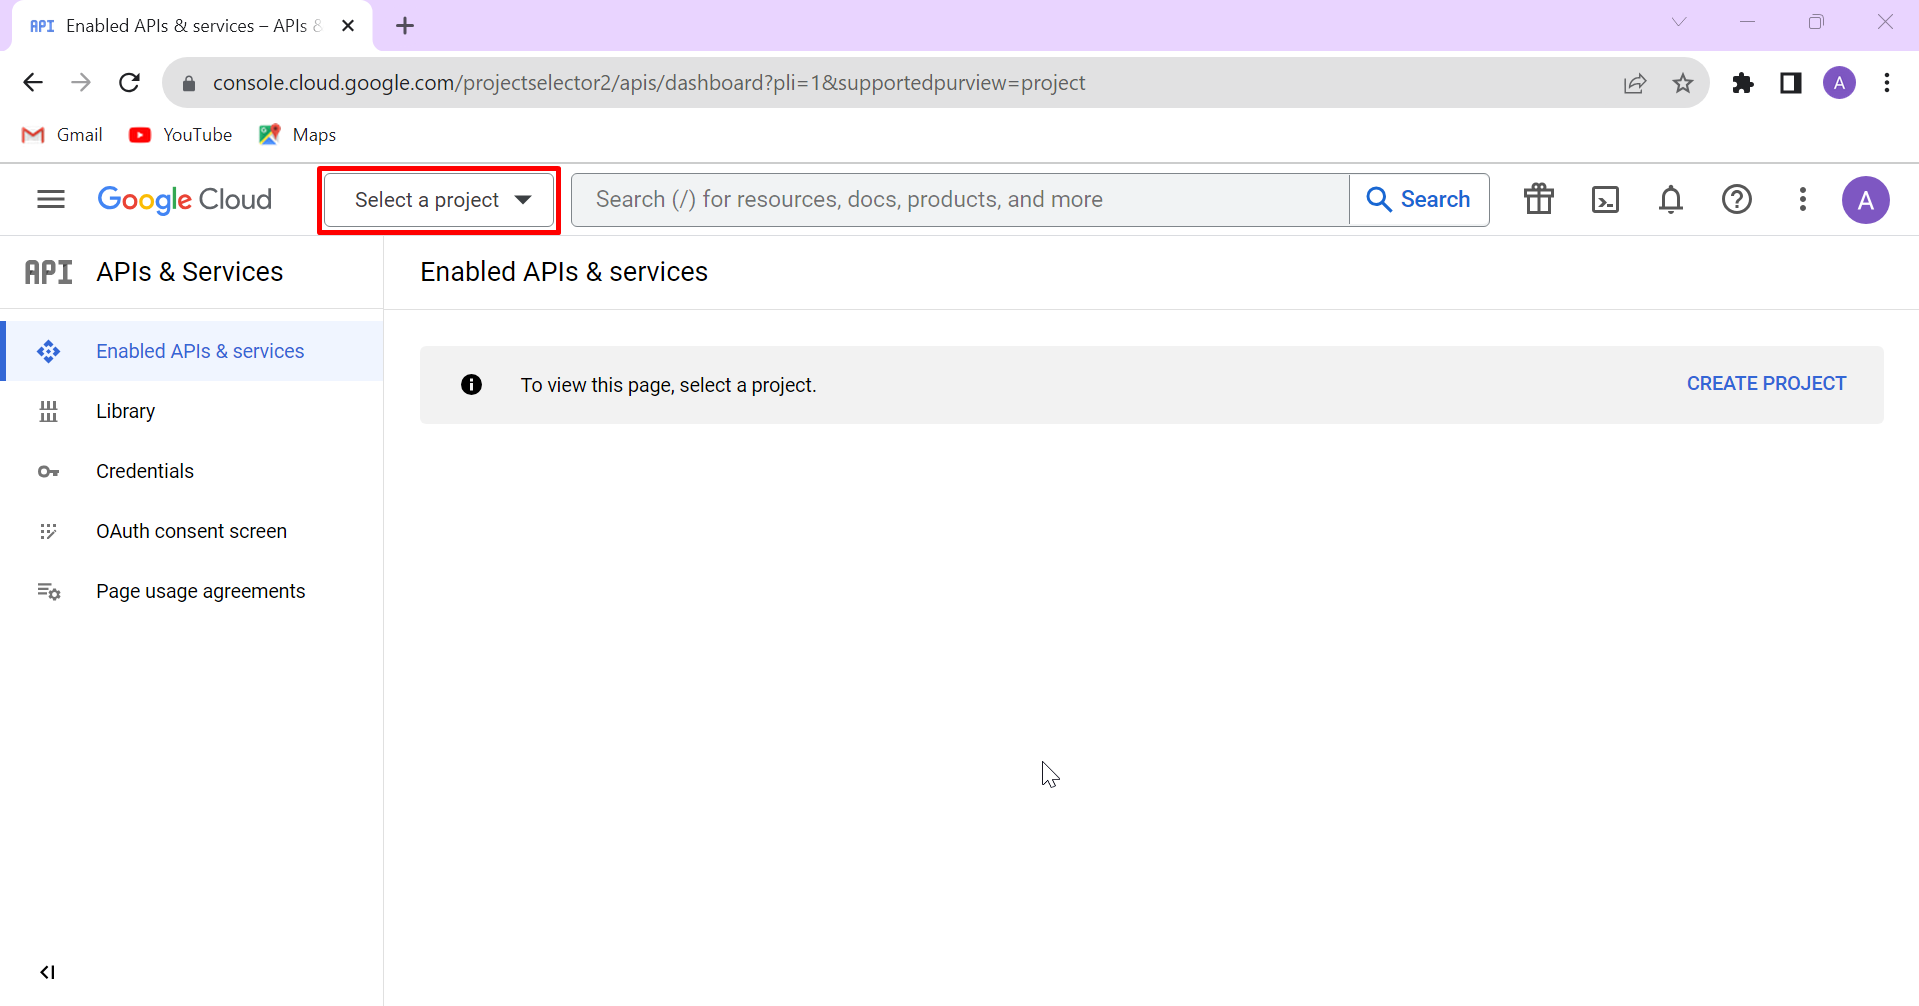 API Enabled APIs & services – APIs &
console.cloud.google.com/projectselector2/apis/dashboard?pli=1&supportedpurview=project
A
Gmail YouTube Maps
Google Cloud
Select a project
Search (/) for resources, docs, products, and more
Search
A
API APIs & Services
Enabled APIs & services
Enabled APIs & services
Library
Credentials
OAuth consent screen
Page usage agreements
To view this page, select a project.
CREATE PROJECT